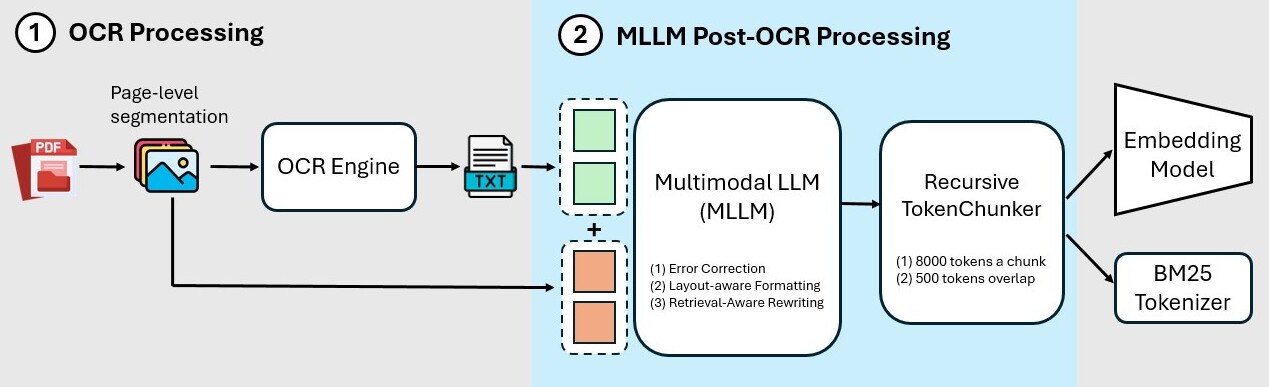 1 OCR Processing
Page-level
segmentation
PDF
OCR Engine
TXT
2 MLLM Post-OCR Processing
+
Multimodal LLM
(MLLM)
(1) Error Correction
(2) Layout-aware Formatting
(3) Retrieval-Aware Rewriting
Recursive
TokenChunker
(1) 8000 tokens a chunk
(2) 500 tokens overlap
Embedding
Model
BM25
Tokenizer